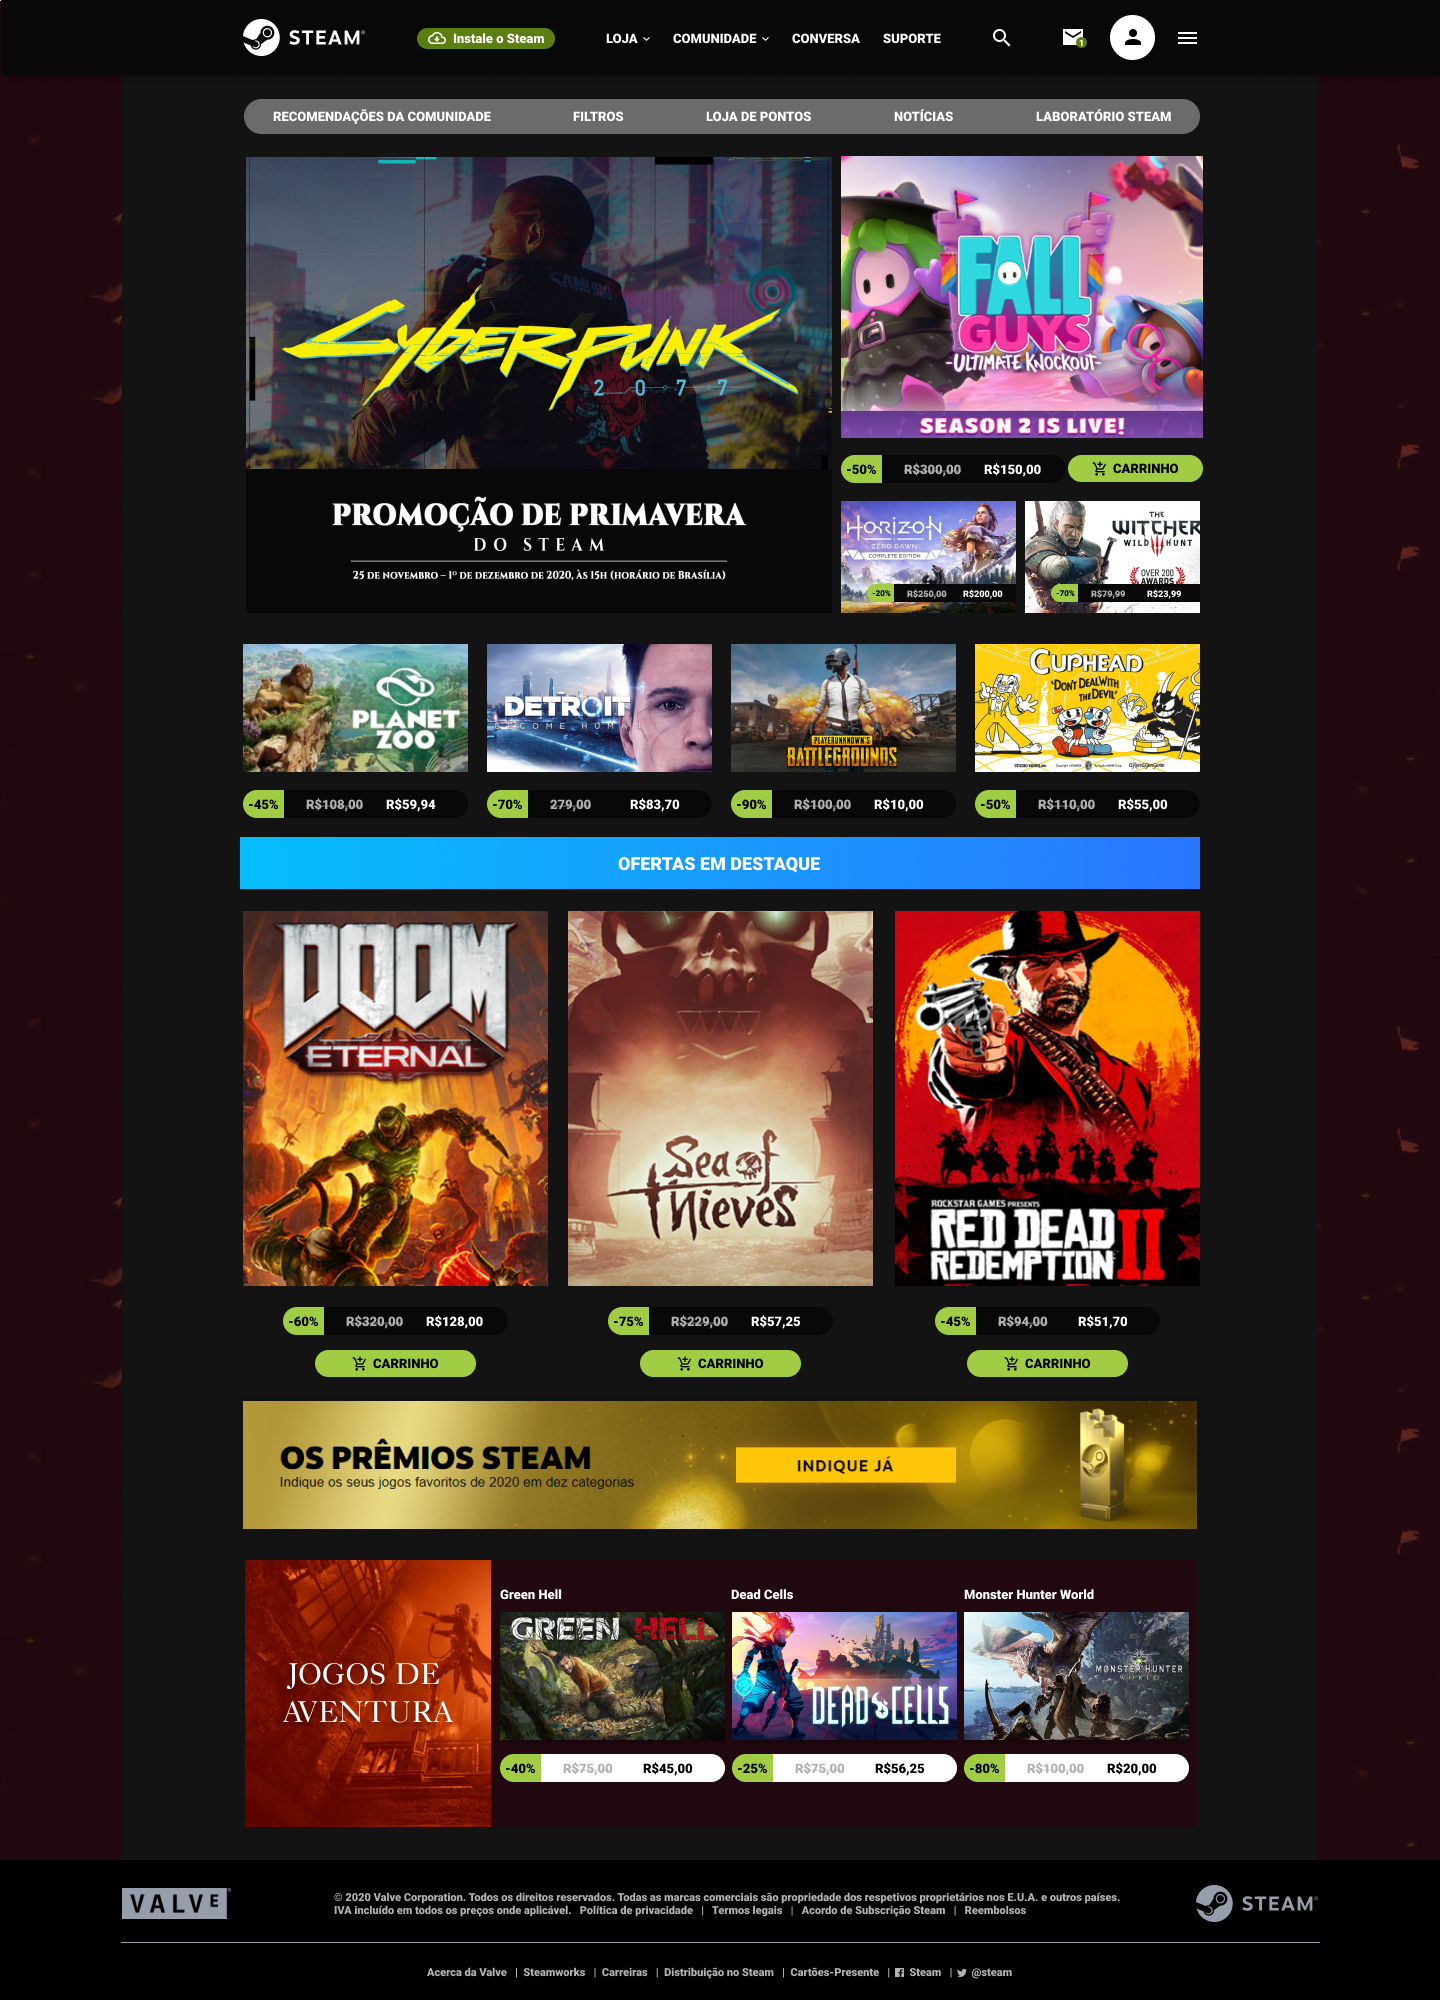 STEAM
Instale o Steam
LOJA
COMUNIDADE
CONVERSA
SUPORTE
1
RECOMENDAÇÕES DA COMUNIDADE
FILTROS
LOJA DE PONTOS
NOTÍCIAS
LABORATÓRIO STEAM
SAMURAI
CYBERPUNK
2077
PROMOÇÃO DE PRIMAVERA
DO STEAM
25 DE NOVEMBRO – 1º DE DEZEMBRO DE 2020, ÀS 15H (HORÁRIO DE BRASÍLIA)
FALL
GUYS
-ULTIMATE KNOCKOUT-
SEASON 2 IS LIVE!
-50% R$300,00 R$150,00 CARRINHO
HORIZON
ZERO DAWN
COMPLETE EDITION
-20% R$250,00 R$200,00
THE
WITCHER
WILD HUNT
OVER 200
AWARDS
-70% R$79,99 R$23,99
PLANET
ZOO
DETROIT
BECOME HUMAN
PLAYERUNKNOWN'S
BATTLEGROUNDS
CUPHEAD
"DON'T DEAL WITH
THE DEVIL"
-45% R$108,00 R$59,94
-70% 279,00 R$83,70
-90% R$100,00 R$10,00
-50% R$110,00 R$55,00
OFERTAS EM DESTAQUE
DOOM
ETERNAL
Sea of
Thieves
ROCKSTAR GAMES PRESENTS
RED DEAD
REDEMPTION II
-60% R$320,00 R$128,00
-75% R$229,00 R$57,25
-45% R$94,00 R$51,70
CARRINHO
CARRINHO
CARRINHO
OS PRÊMIOS STEAM
Indique os seus jogos favoritos de 2020 em dez categorias
INDIQUE JÁ
JOGOS DE
AVENTURA
Green Hell
Dead Cells
Monster Hunter World
GREEN HELL
DEAD CELLS
MONSTER HUNTER
WORLD
-40% R$75,00 R$45,00
-25% R$75,00 R$56,25
-80% R$100,00 R$20,00
VALVE
© 2020 Valve Corporation. Todos os direitos reservados. Todas as marcas comerciais são propriedade dos respetivos proprietários nos E.U.A. e outros países.
IVA incluído em todos os preços onde aplicável. Política de privacidade | Termos legais | Acordo de Subscrição Steam | Reembolsos
STEAM
Acerca da Valve | Steamworks | Carreiras | Distribuição no Steam | Cartões-Presente | Steam | @steam